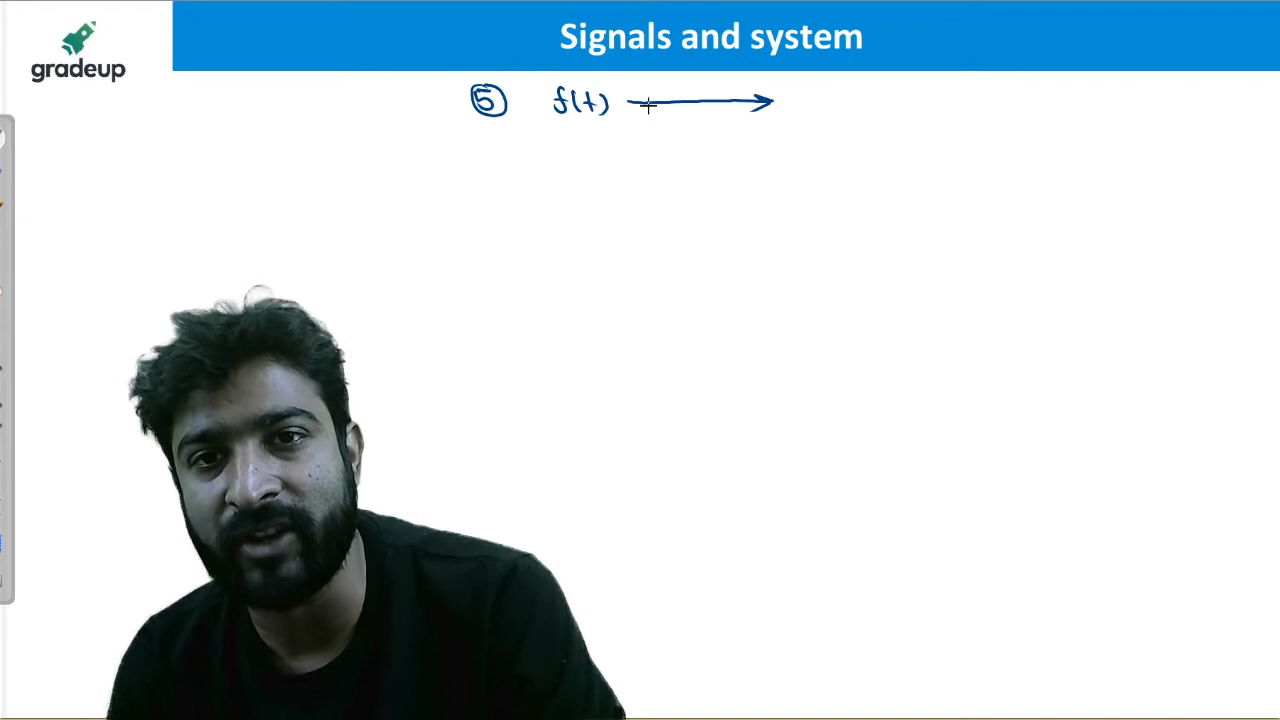 Signals and system
gradeup
⑤ f(t) ⟶